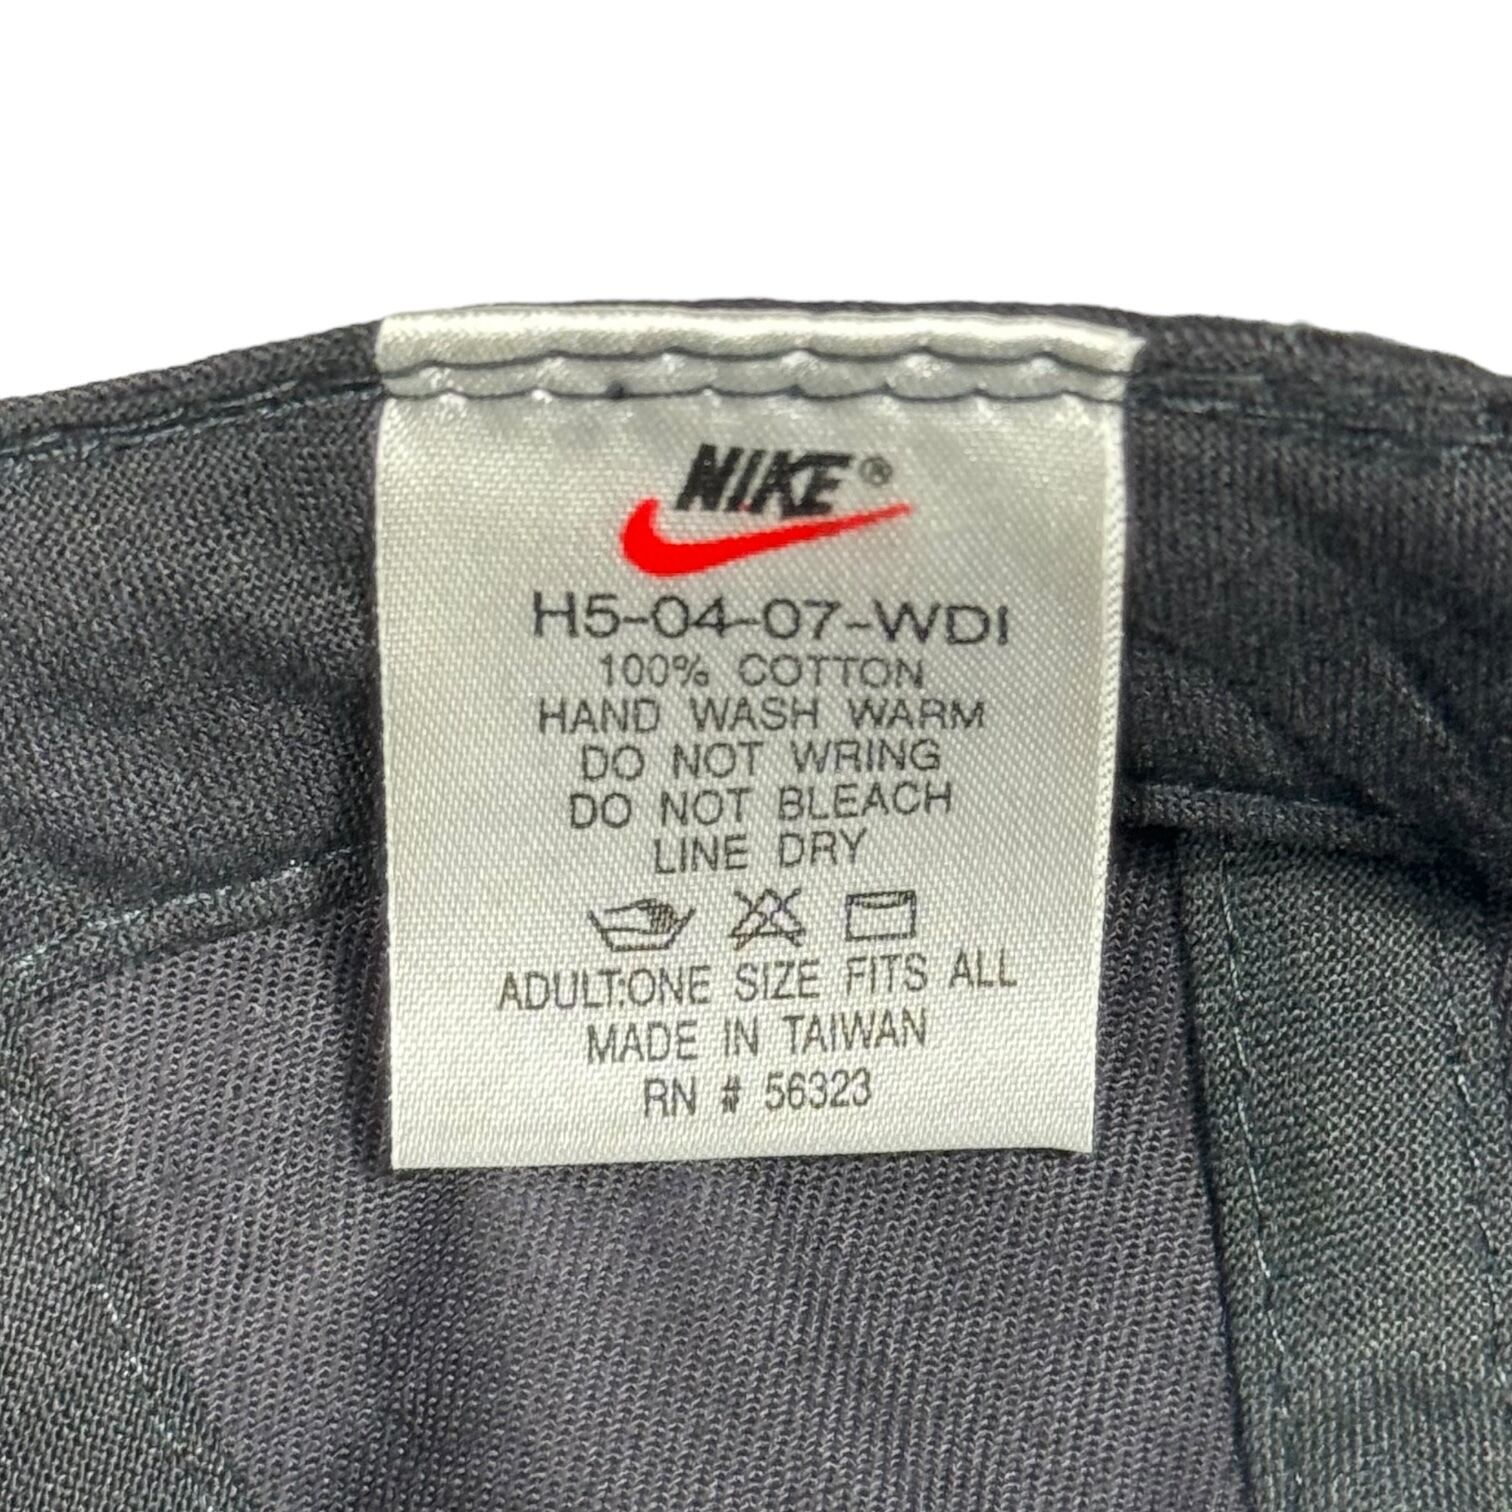 NIKE®
H5-04-07-WDI
100% COTTON
HAND WASH WARM
DO NOT WRING
DO NOT BLEACH
LINE DRY
ADULT:ONE SIZE FITS ALL
MADE IN TAIWAN
RN # 56323